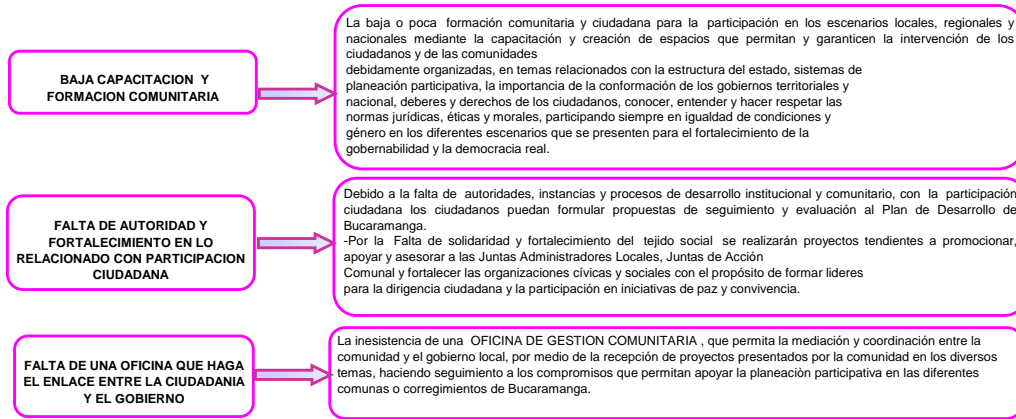 BAJA CAPACITACION Y
FORMACION COMUNITARIA
La baja o poca formación comunitaria y ciudadana para la participación en los escenarios locales, regionales y
nacionales mediante la capacitación y creación de espacios que permitan y garanticen la intervención de los
ciudadanos y de las comunidades
debidamente organizadas, en temas relacionados con la estructura del estado, sistemas de
planeación participativa, la importancia de la conformación de los gobiernos territoriales y
nacional, deberes y derechos de los ciudadanos, conocer, entender y hacer respetar las
normas jurídicas, éticas y morales, participando siempre en igualdad de condiciones y
género en los diferentes escenarios que se presenten para el fortalecimiento de la
gobernabilidad y la democracia real.
FALTA DE AUTORIDAD Y
FORTALECIMIENTO EN LO
RELACIONADO CON PARTICIPACION
CIUDADANA
Debido a la falta de autoridades, instancias y procesos de desarrollo institucional y comunitario, con la participación
ciudadana los ciudadanos puedan formular propuestas de seguimiento y evaluación al Plan de Desarrollo de
Bucaramanga.
-Por la Falta de solidaridad y fortalecimiento del tejido social se realizarán proyectos tendientes a promocionar,
apoyar y asesorar a las Juntas Administradores Locales, Juntas de Acción
Comunal y fortalecer las organizaciones cívicas y sociales con el propósito de formar lideres
para la dirigencia ciudadana y la participación en iniciativas de paz y convivencia.
FALTA DE UNA OFICINA QUE HAGA
EL ENLACE ENTRE LA CIUDADANIA
Y EL GOBIERNO
La inesistencia de una OFICINA DE GESTION COMUNITARIA , que permita la mediación y coordinación entre la
comunidad y el gobierno local, por medio de la recepción de proyectos presentados por la comunidad en los diversos
temas, haciendo seguimiento a los compromisos que permitan apoyar la planeaciòn participativa en las diferentes
comunas o corregimientos de Bucaramanga.